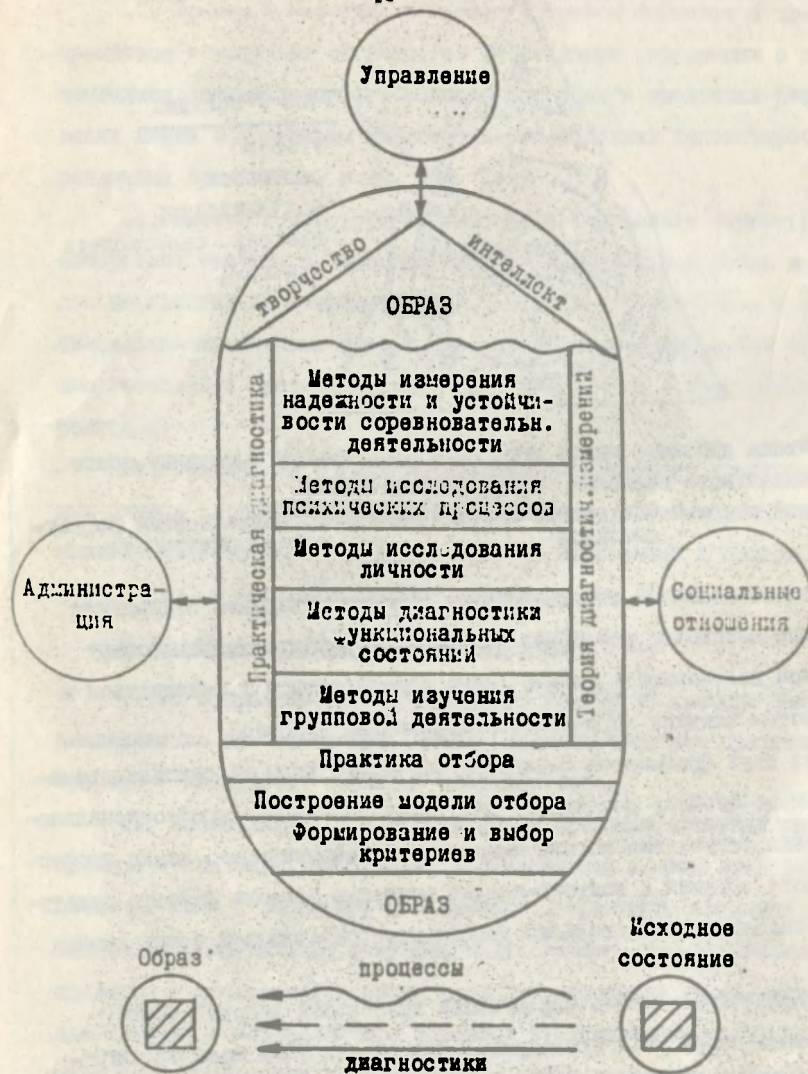 Управление
творчество
интеллект
ОБРАЗ
Практическая диагностика
Методы измерения
надежности и устойчи-
вости соревновательн.
деятельности
Методы исследования
психических процессов
Методы исследования
личности
Методы диагностики
функциональных
состояний
Методы изучения
групповой деятельности
Теория диагностич.измерений
Администра-
ция
Социальные
отношения
Практика отбора
Построение модели отбора
Формирование и выбор
критериев
ОБРАЗ
Образ
процессы
Исходное
состояние
диагностики